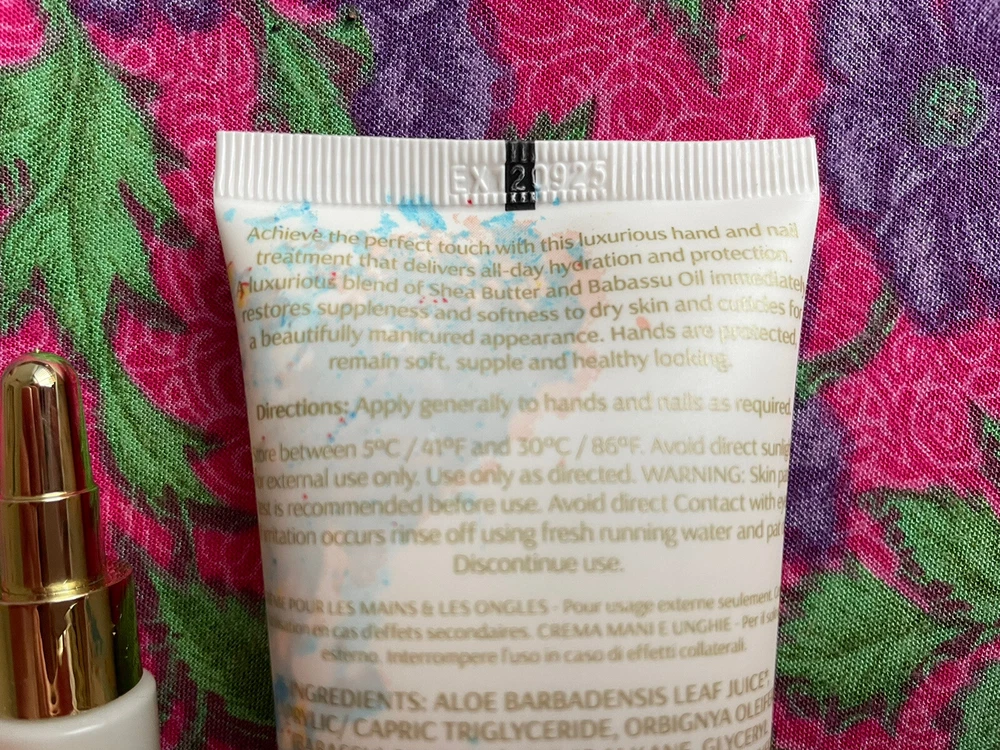 EX120925
Achieve the perfect touch with this luxurious hand and nail
treatment that delivers all-day hydration and protection.
luxurious blend of Shea Butter and Babassu Oil immediately
restores suppleness and softness to dry skin and cuticles for
a beautifully manicured appearance. Hands are protected,
remain soft, supple and healthy looking.
Directions: Apply generally to hands and nails as required
between 5ºC / 41ºF and 30ºC / 86ºF. Avoid direct
external use only. Use only as directed. WARNING: Skin
is recommended before use. Avoid direct Contact with
occurs rinse off using fresh running water and pat
Discontinue use.
POUR LES MAINS & LES ONGLES - Pour usage externe seulement.
en cas d'effets secondaires. CREMA MANI E UNGHIE - Per il
esterno. Interrompere l'uso in caso di effetti collaterali.
INGREDIENTS: ALOE BARBADENSIS LEAF JUICE*,
CAPRIC TRIGLYCERIDE, ORBIGNYA
GLYCERYL